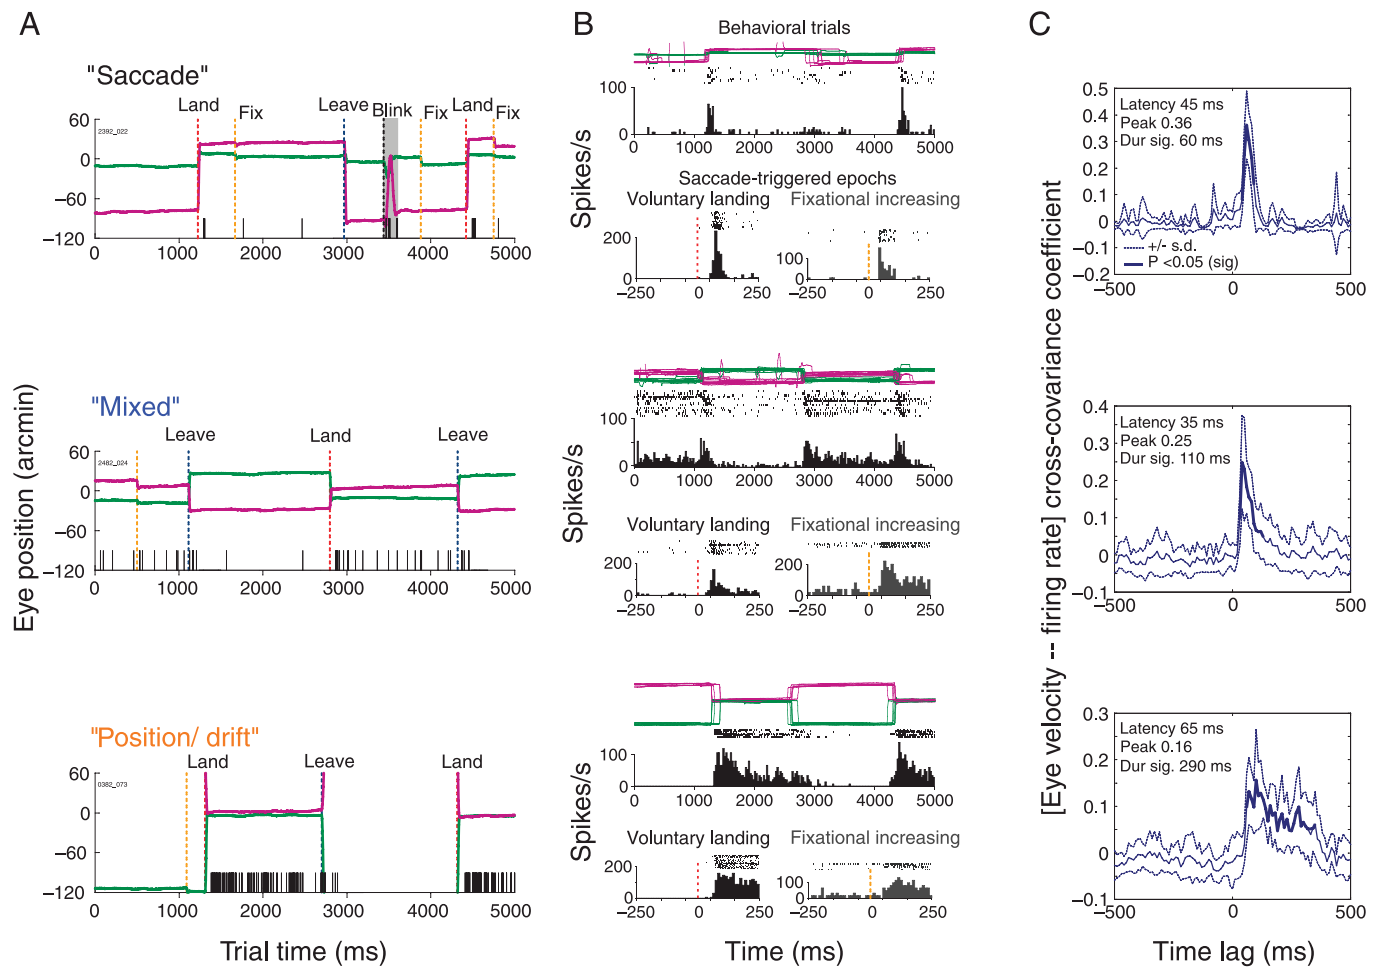 A
"Saccade"
Land
Fix
Leave
Blink
Fix
Land
Fix
2392_022
60
0
−60
−120
0
1000
2000
3000
4000
5000
"Mixed"
Leave
Land
Leave
2482_024
60
0
−60
−120
0
1000
2000
3000
4000
5000
"Position/ drift"
Land
Leave
Land
0382_073
60
0
−60
−120
0
1000
2000
3000
4000
5000
Eye position (arcmin)
Trial time (ms)
B
Behavioral trials
100
0
0
1000
2000
3000
4000
5000
Spikes/s
Saccade-triggered epochs
Voluntary landing
Fixational increasing
200
0
−250
0
250
100
0
−250
0
250
100
0
0
1000
2000
3000
4000
5000
Spikes/s
Voluntary landing
Fixational increasing
200
0
−250
0
250
200
100
0
−250
0
250
100
0
0
1000
2000
3000
4000
5000
Spikes/s
Voluntary landing
Fixational increasing
200
100
0
−250
0
250
100
0
−250
0
250
Time (ms)
C
Latency 45 ms
Peak 0.36
Dur sig. 60 ms
+/− s.d.
P <0.05 (sig)
0.5
0.4
0.3
0.2
0.1
0
−0.1
−0.2
−500
0
500
Latency 35 ms
Peak 0.25
Dur sig. 110 ms
0.4
0.3
0.2
0.1
0
−0.1
−500
0
500
Latency 65 ms
Peak 0.16
Dur sig. 290 ms
0.3
0.2
0.1
0
−0.1
−500
0
500
[Eye velocity -- firing rate] cross-covariance coefficient
Time lag (ms)